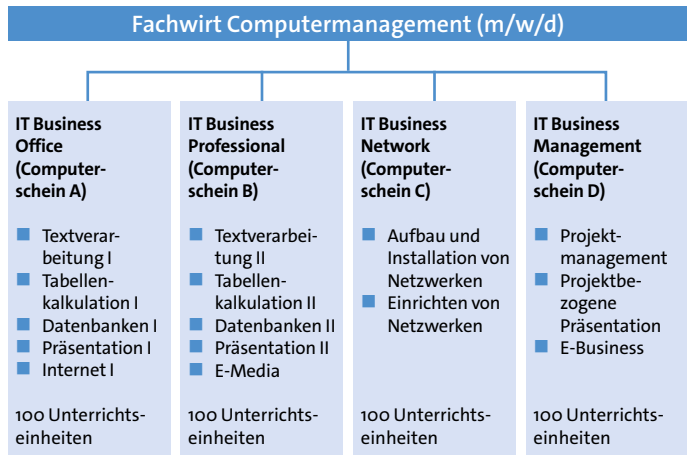 Fachwirt Computermanagement (m/w/d)
IT Business
Office
(Computer-
schein A)
Textverar-
beitung I
Tabellen-
kalkulation I
Datenbanken I
Präsentation I
Internet I
100 Unterrichts-
einheiten
IT Business
Professional
(Computer-
schein B)
Textverarbei-
tung II
Tabellen-
kalkulation II
Datenbanken II
Präsentation II
E-Media
100 Unterrichts-
einheiten
IT Business
Network
(Computer-
schein C)
Aufbau und
Installation von
Netzwerken
Einrichten von
Netzwerken
100 Unterrichts-
einheiten
IT Business
Management
(Computer-
schein D)
Projekt-
management
Projektbe-
zogene
Präsentation
E-Business
100 Unterrichts-
einheiten